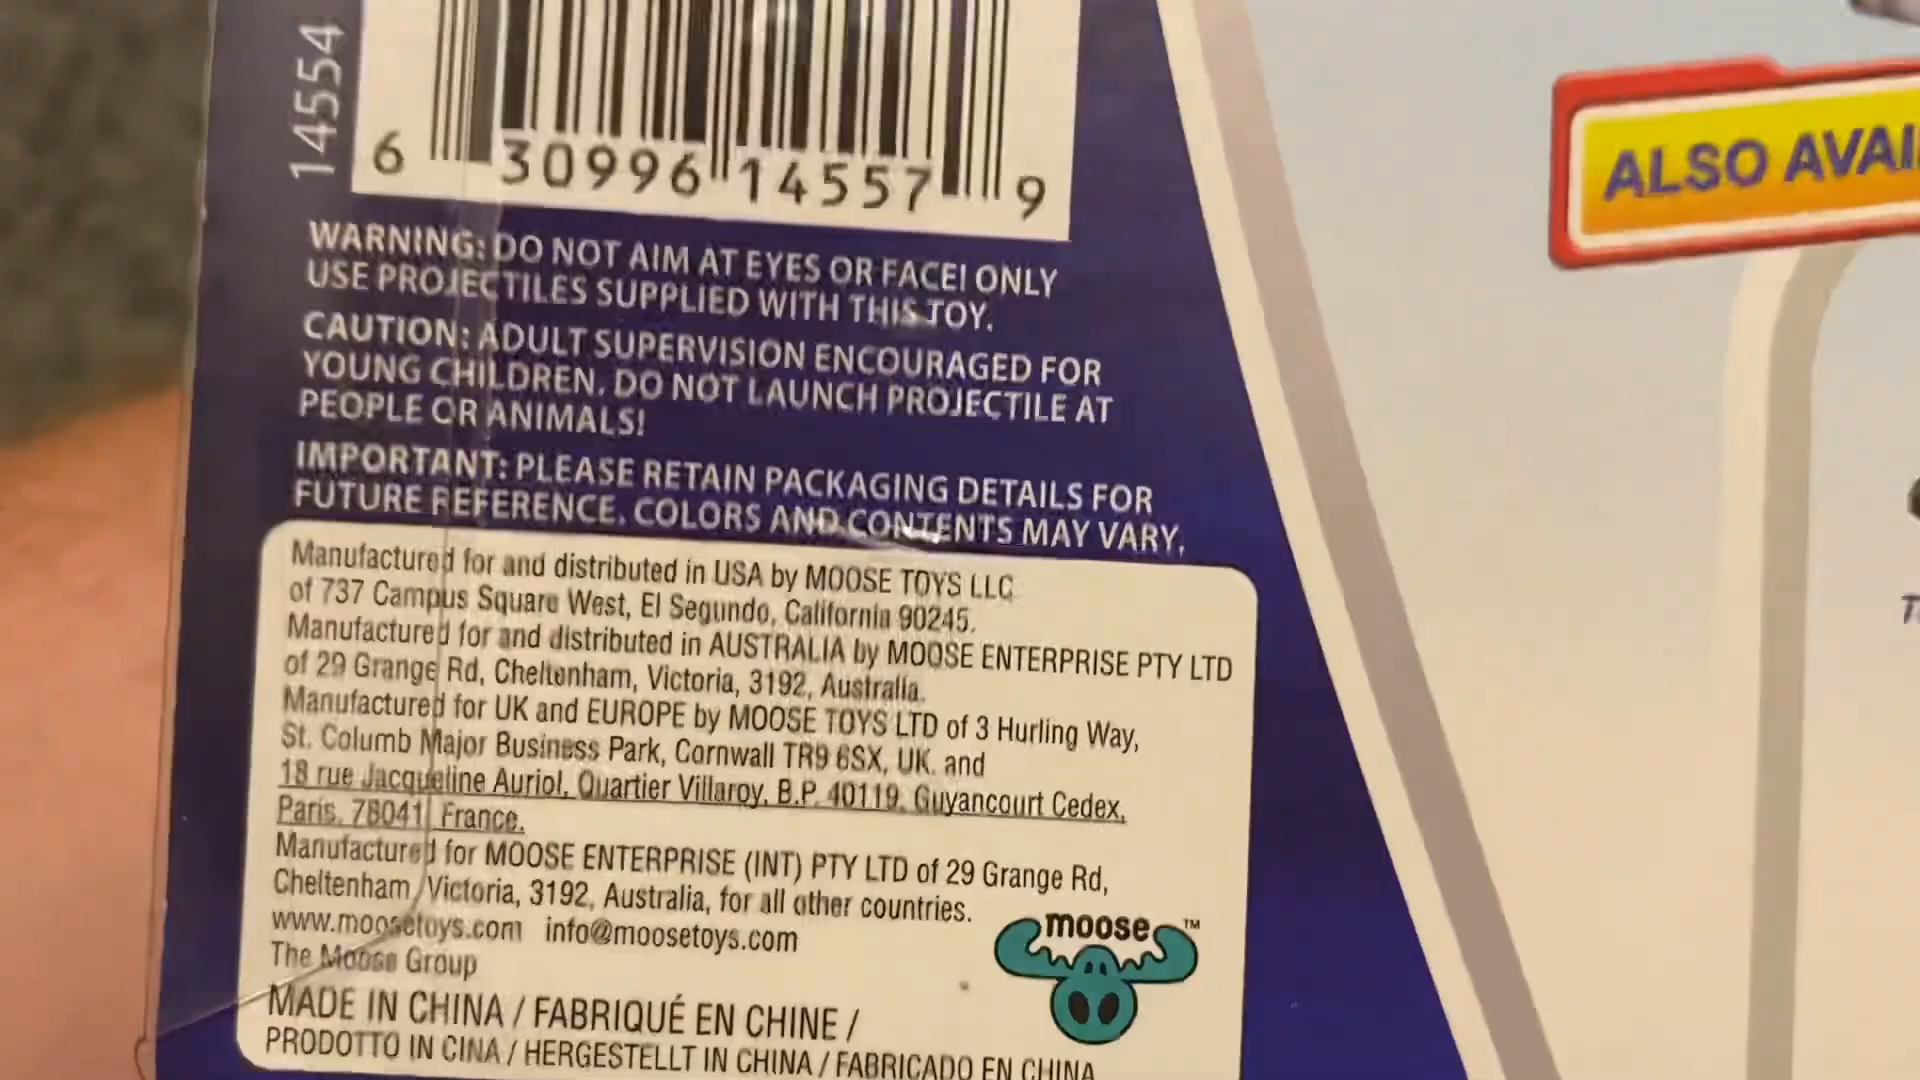 14554
6 30996 14557 9
WARNING: DO NOT AIM AT EYES OR FACE! ONLY
USE PROJECTILES SUPPLIED WITH THIS TOY.
CAUTION: ADULT SUPERVISION ENCOURAGED FOR
YOUNG CHILDREN. DO NOT LAUNCH PROJECTILE AT
PEOPLE OR ANIMALS!
IMPORTANT: PLEASE RETAIN PACKAGING DETAILS FOR
FUTURE REFERENCE. COLORS AND CONTENTS MAY VARY.
Manufactured for and distributed in USA by MOOSE TOYS LLC
of 737 Campus Square West, El Segundo, California 90245.
Manufactured for and distributed in AUSTRALIA by MOOSE ENTERPRISE PTY LTD
of 29 Grange Rd, Cheltenham, Victoria, 3192, Australia.
Manufactured for UK and EUROPE by MOOSE TOYS LTD of 3 Hurling Way,
St. Columb Major Business Park, Cornwall TR9 6SX, UK. and
18 rue Jacqueline Auriol, Quartier Villaroy, B.P. 40119, Guyancourt Cedex,
Paris, 78041, France.
Manufactured for MOOSE ENTERPRISE (INT) PTY LTD of 29 Grange Rd,
Cheltenham, Victoria, 3192, Australia, for all other countries.
www.moosetoys.com info@moosetoys.com
The Moose Group
moose™
MADE IN CHINA / FABRIQUÉ EN CHINE /
PRODOTTO IN CINA / HERGESTELLT IN CHINA / FABRICADO EN CHINA
ALSO AVAI